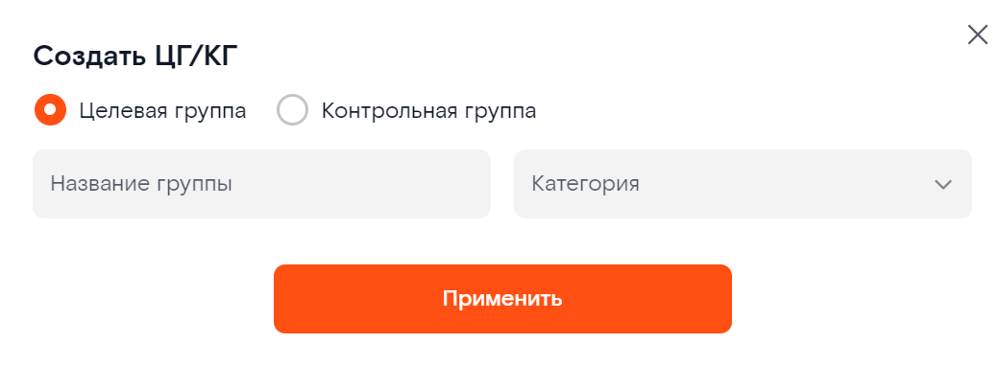 Создать ЦГ/КГ
Целевая группа Контрольная группа
Название группы Категория
Применить